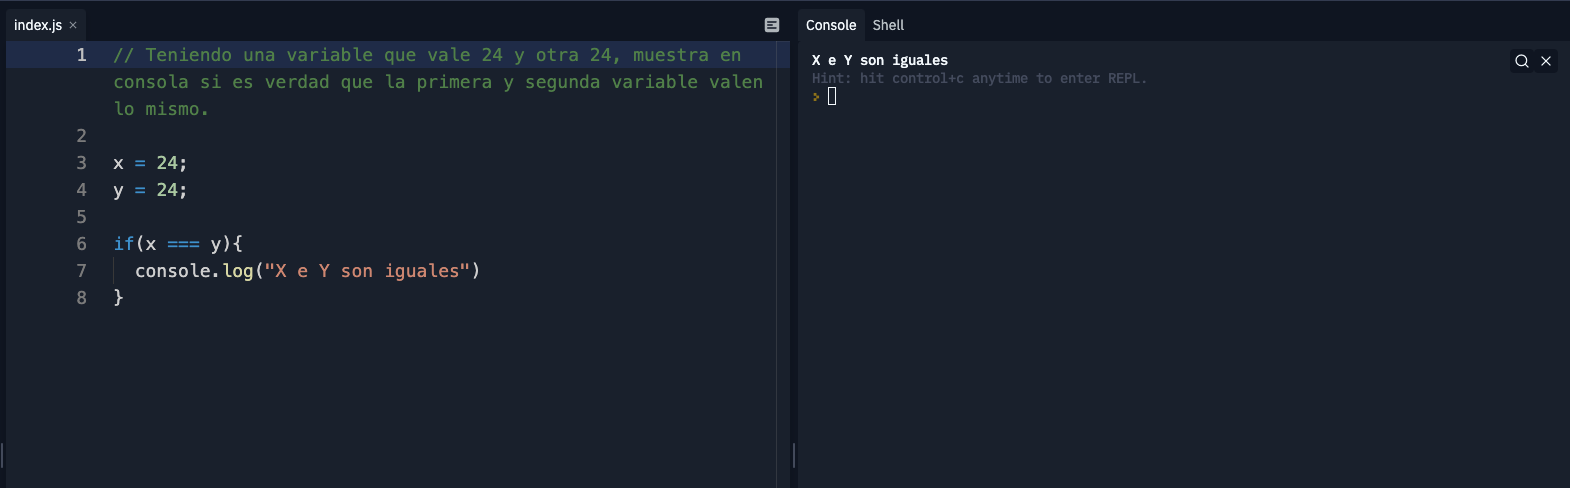 index.js ×
1 // Teniendo una variable que vale 24 y otra 24, muestra en
consola si es verdad que la primera y segunda variable valen
lo mismo.
2
3 x = 24;
4 y = 24;
5
6 if(x === y){
7 console.log("X e Y son iguales")
8 }
Console Shell
X e Y son iguales
Hint: hit control+c anytime to enter REPL.
>